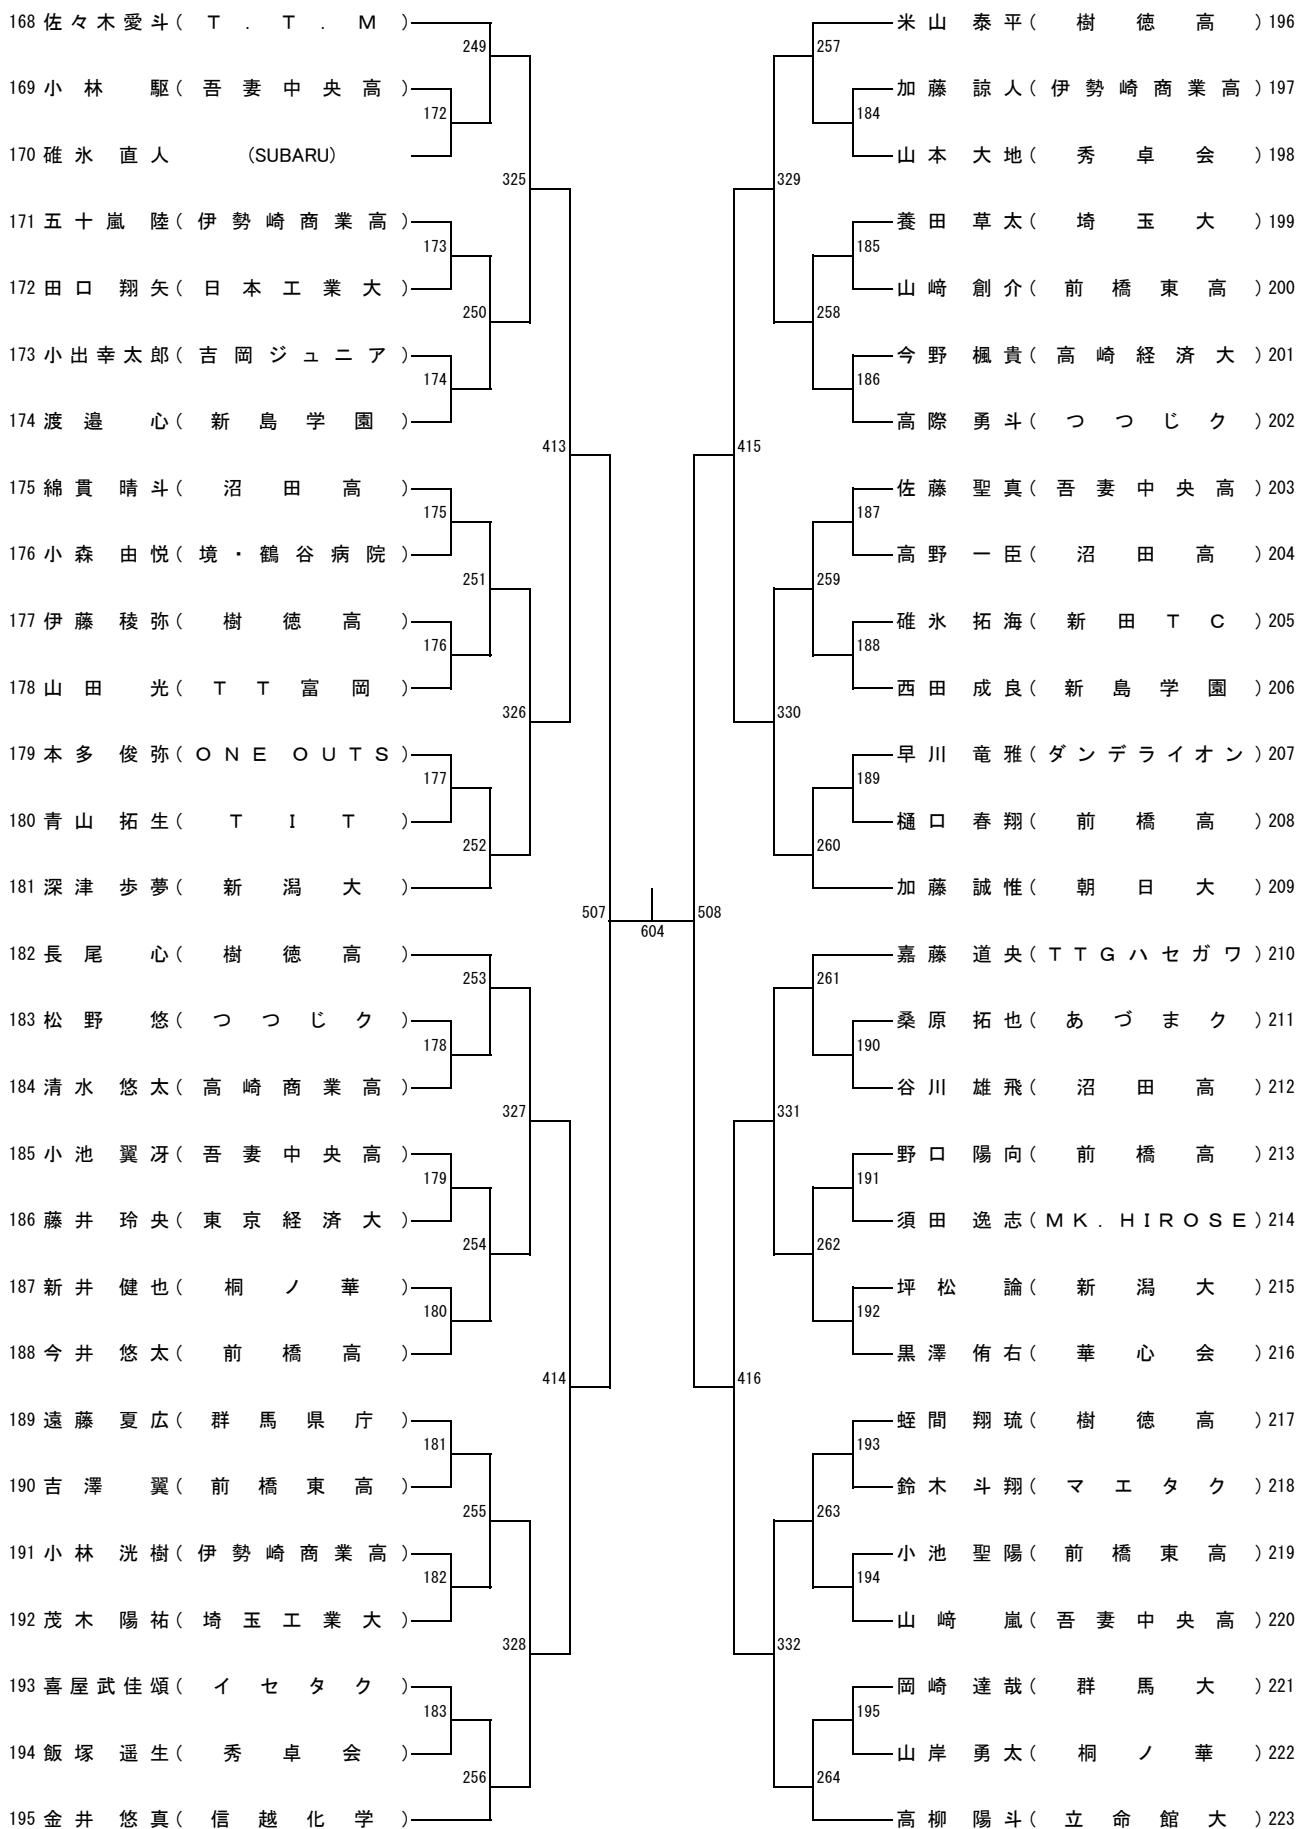 168 佐々木愛斗(T.T.M)
249
169 小林 駆(吾妻中央高)
172
170 碓氷 直人 (SUBARU)
325
171 五十嵐 陸(伊勢崎商業高)
173
172 田口 翔矢(日本工業大)
250
173 小出幸太郎(吉岡ジュニア)
174
174 渡邉 心(新島学園)
413
175 綿貫 晴斗(沼田高)
175
176 小森 由悦(境・鶴谷病院)
251
177 伊藤 稜弥(樹徳高)
176
178 山田 光(TT富岡)
326
179 本多 俊弥(ONE OUTS)
177
180 青山 拓生(TIT)
252
181 深津 歩夢(新潟大)
507
182 長尾 心(樹徳高)
253
183 松野 悠(つつじク)
178
184 清水 悠太(高崎商業高)
327
185 小池 翼冴(吾妻中央高)
179
186 藤井 玲央(東京経済大)
254
187 新井 健也(桐ノ華)
180
188 今井 悠太(前橋高)
414
189 遠藤 夏広(群馬県庁)
181
190 吉澤 翼(前橋東高)
255
191 小林 洸樹(伊勢崎商業高)
182
192 茂木 陽祐(埼玉工業大)
328
193 喜屋武佳頌(イセタク)
183
194 飯塚 遥生(秀卓会)
256
195 金井 悠真(信越化学)
604
米山 泰平(樹徳高) 196
257
加藤 諒人(伊勢崎商業高) 197
184
山本 大地(秀卓会) 198
329
養田 草太(埼玉大) 199
185
山﨑 創介(前橋東高) 200
258
今野 楓貴(高崎経済大) 201
186
高際 勇斗(つつじク) 202
415
佐藤 聖真(吾妻中央高) 203
187
高野 一臣(沼田高) 204
259
碓氷 拓海(新田TC) 205
188
西田 成良(新島学園) 206
330
早川 竜雅(ダンデライオン) 207
189
樋口 春翔(前橋高) 208
260
加藤 誠惟(朝日大) 209
508
嘉藤 道央(TTGハセガワ) 210
261
桑原 拓也(あづまク) 211
190
谷川 雄飛(沼田高) 212
331
野口 陽向(前橋高) 213
191
須田 逸志(MK.HIROSE) 214
262
坪松 諭(新潟大) 215
192
黒澤 侑右(華心会) 216
416
蛭間 翔琉(樹徳高) 217
193
鈴木 斗翔(マエタク) 218
263
小池 聖陽(前橋東高) 219
194
山﨑 嵐(吾妻中央高) 220
332
岡崎 達哉(群馬大) 221
195
山岸 勇太(桐ノ華) 222
264
高柳 陽斗(立命館大) 223